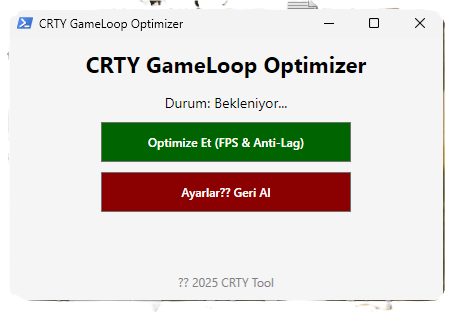 CRTY GameLoop Optimizer
CRTY GameLoop Optimizer
Durum: Bekleniyor...
Optimize Et (FPS & Anti-Lag)
Ayarlar?? Geri Al
?? 2025 CRTY Tool